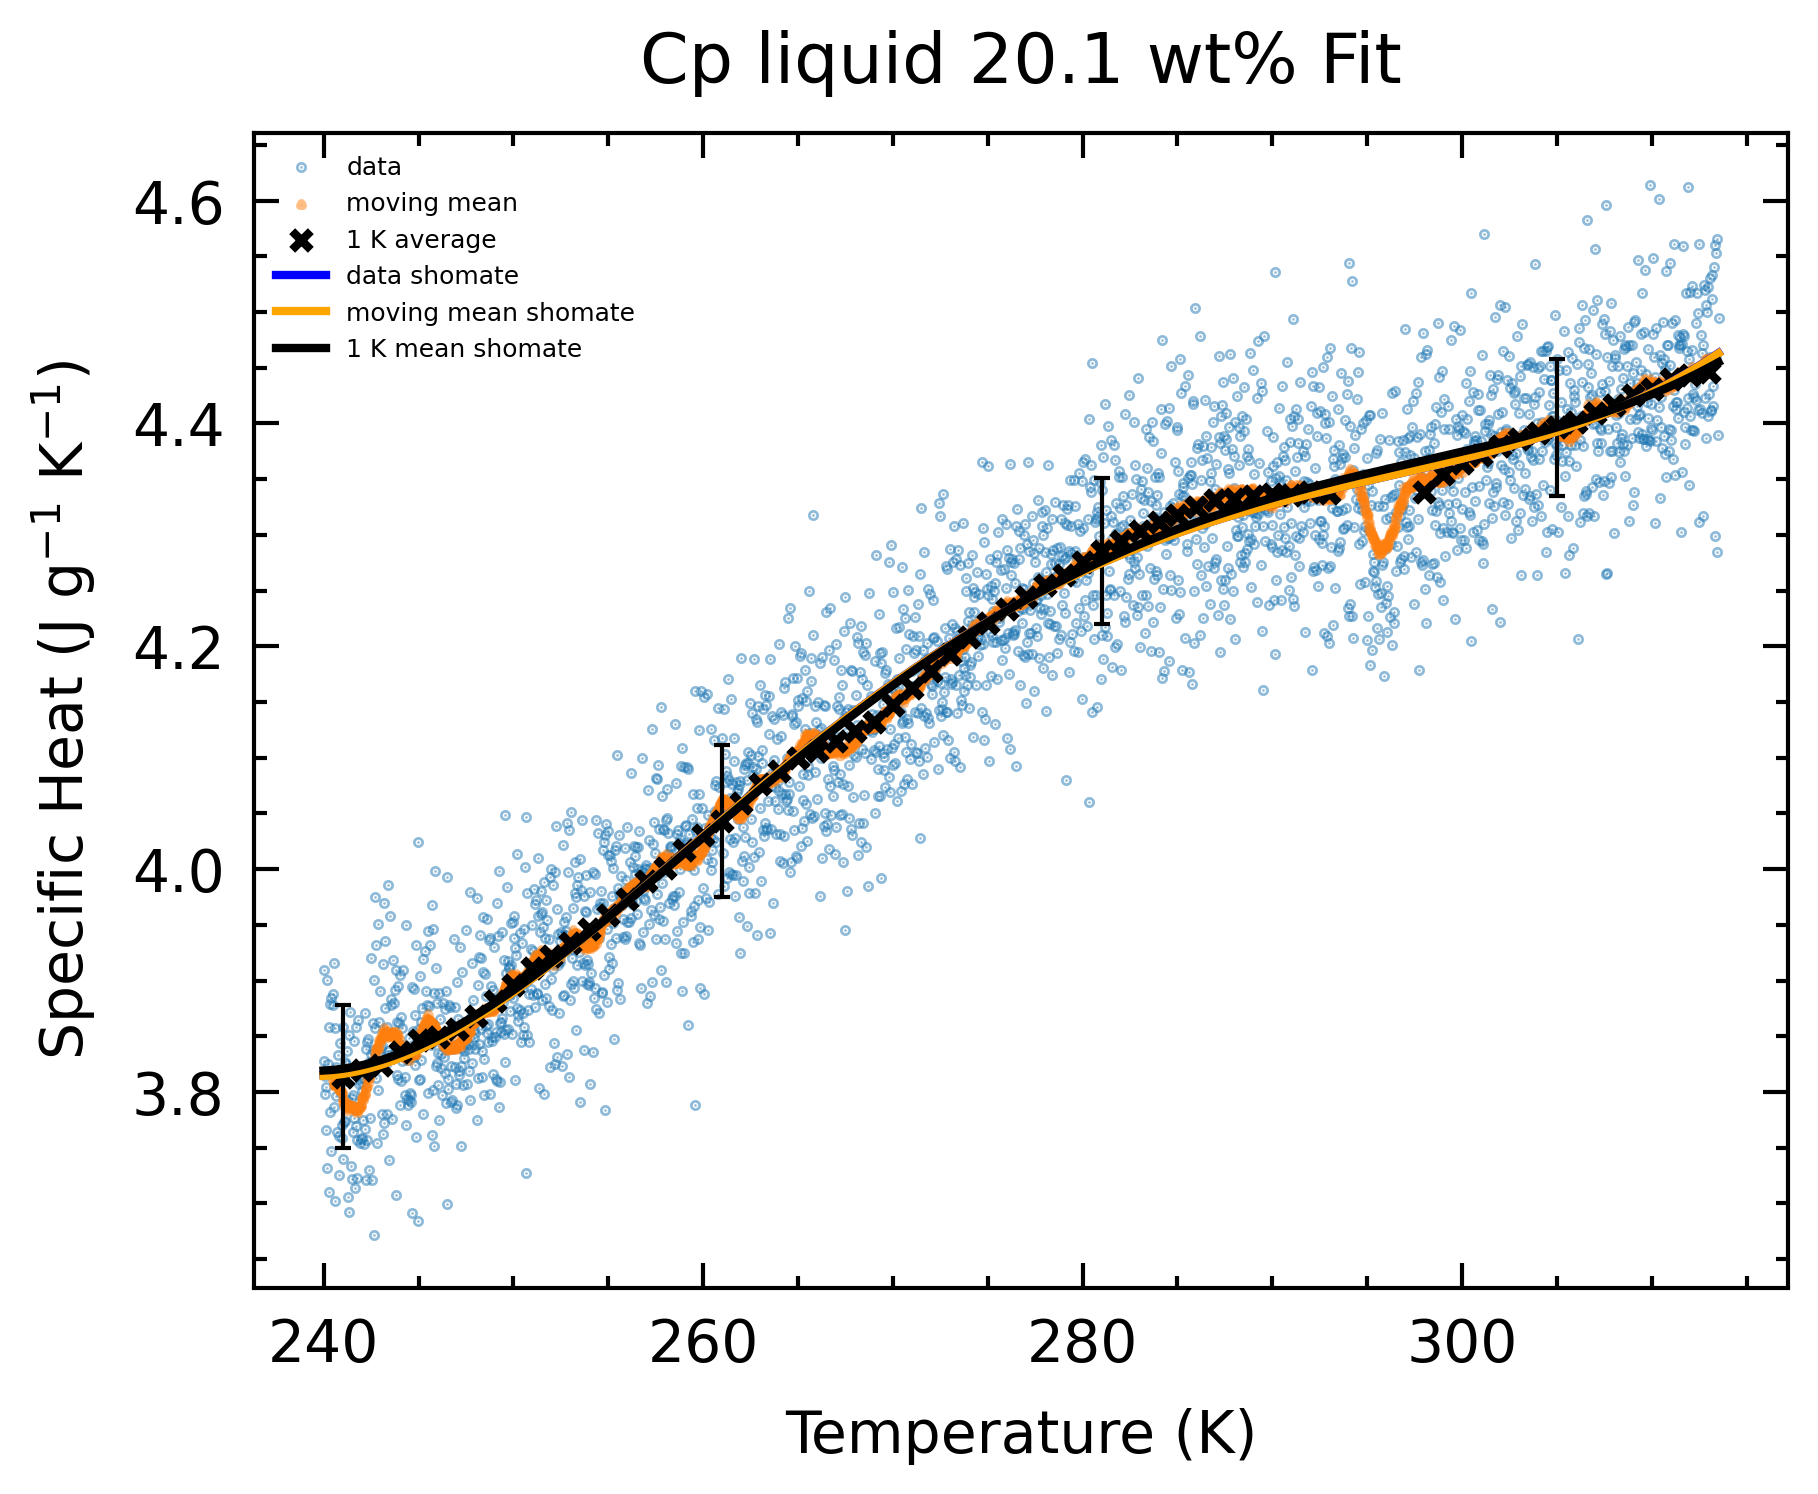 Cp liquid 20.1 wt% Fit
data
moving mean
1 K average
data shomate
moving mean shomate
1 K mean shomate
4.6
4.4
4.2
4.0
3.8
Specific Heat (J g⁻¹ K⁻¹)
240 260 280 300
Temperature (K)